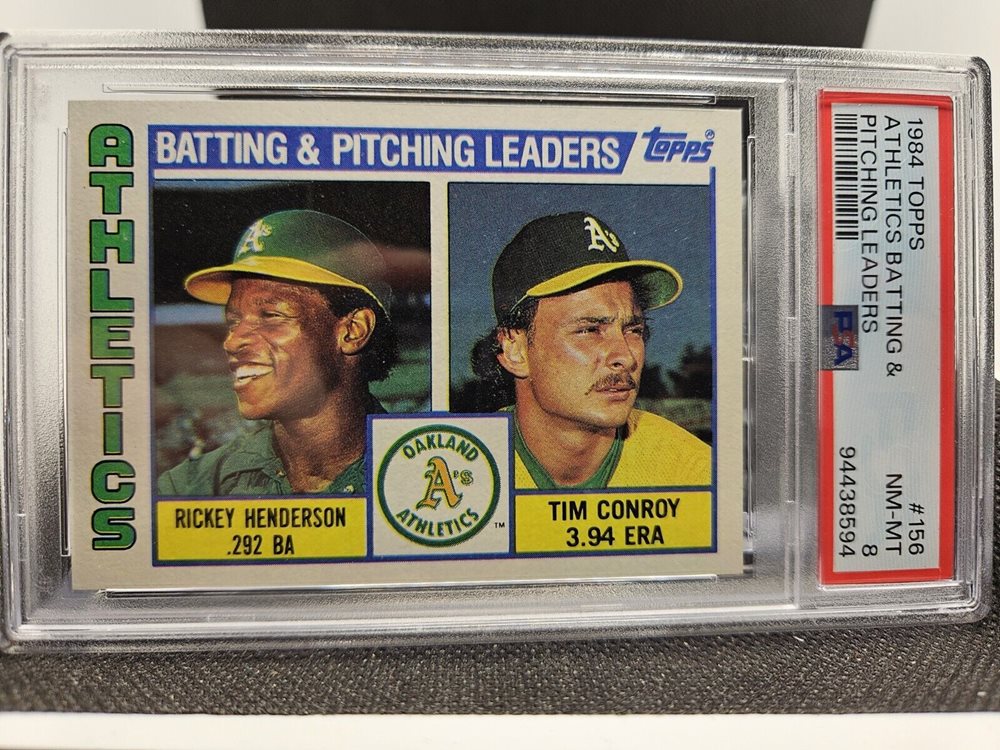 ATHLETICS
BATTING & PITCHING LEADERS
topps®
A's
A's
RICKEY HENDERSON
.292 BA
OAKLAND
A's
ATHLETICS
™
TIM CONROY
3.94 ERA
1984 TOPPS #156
ATHLETICS BATTING & NM-MT
PITCHING LEADERS 8
PSA
94438594